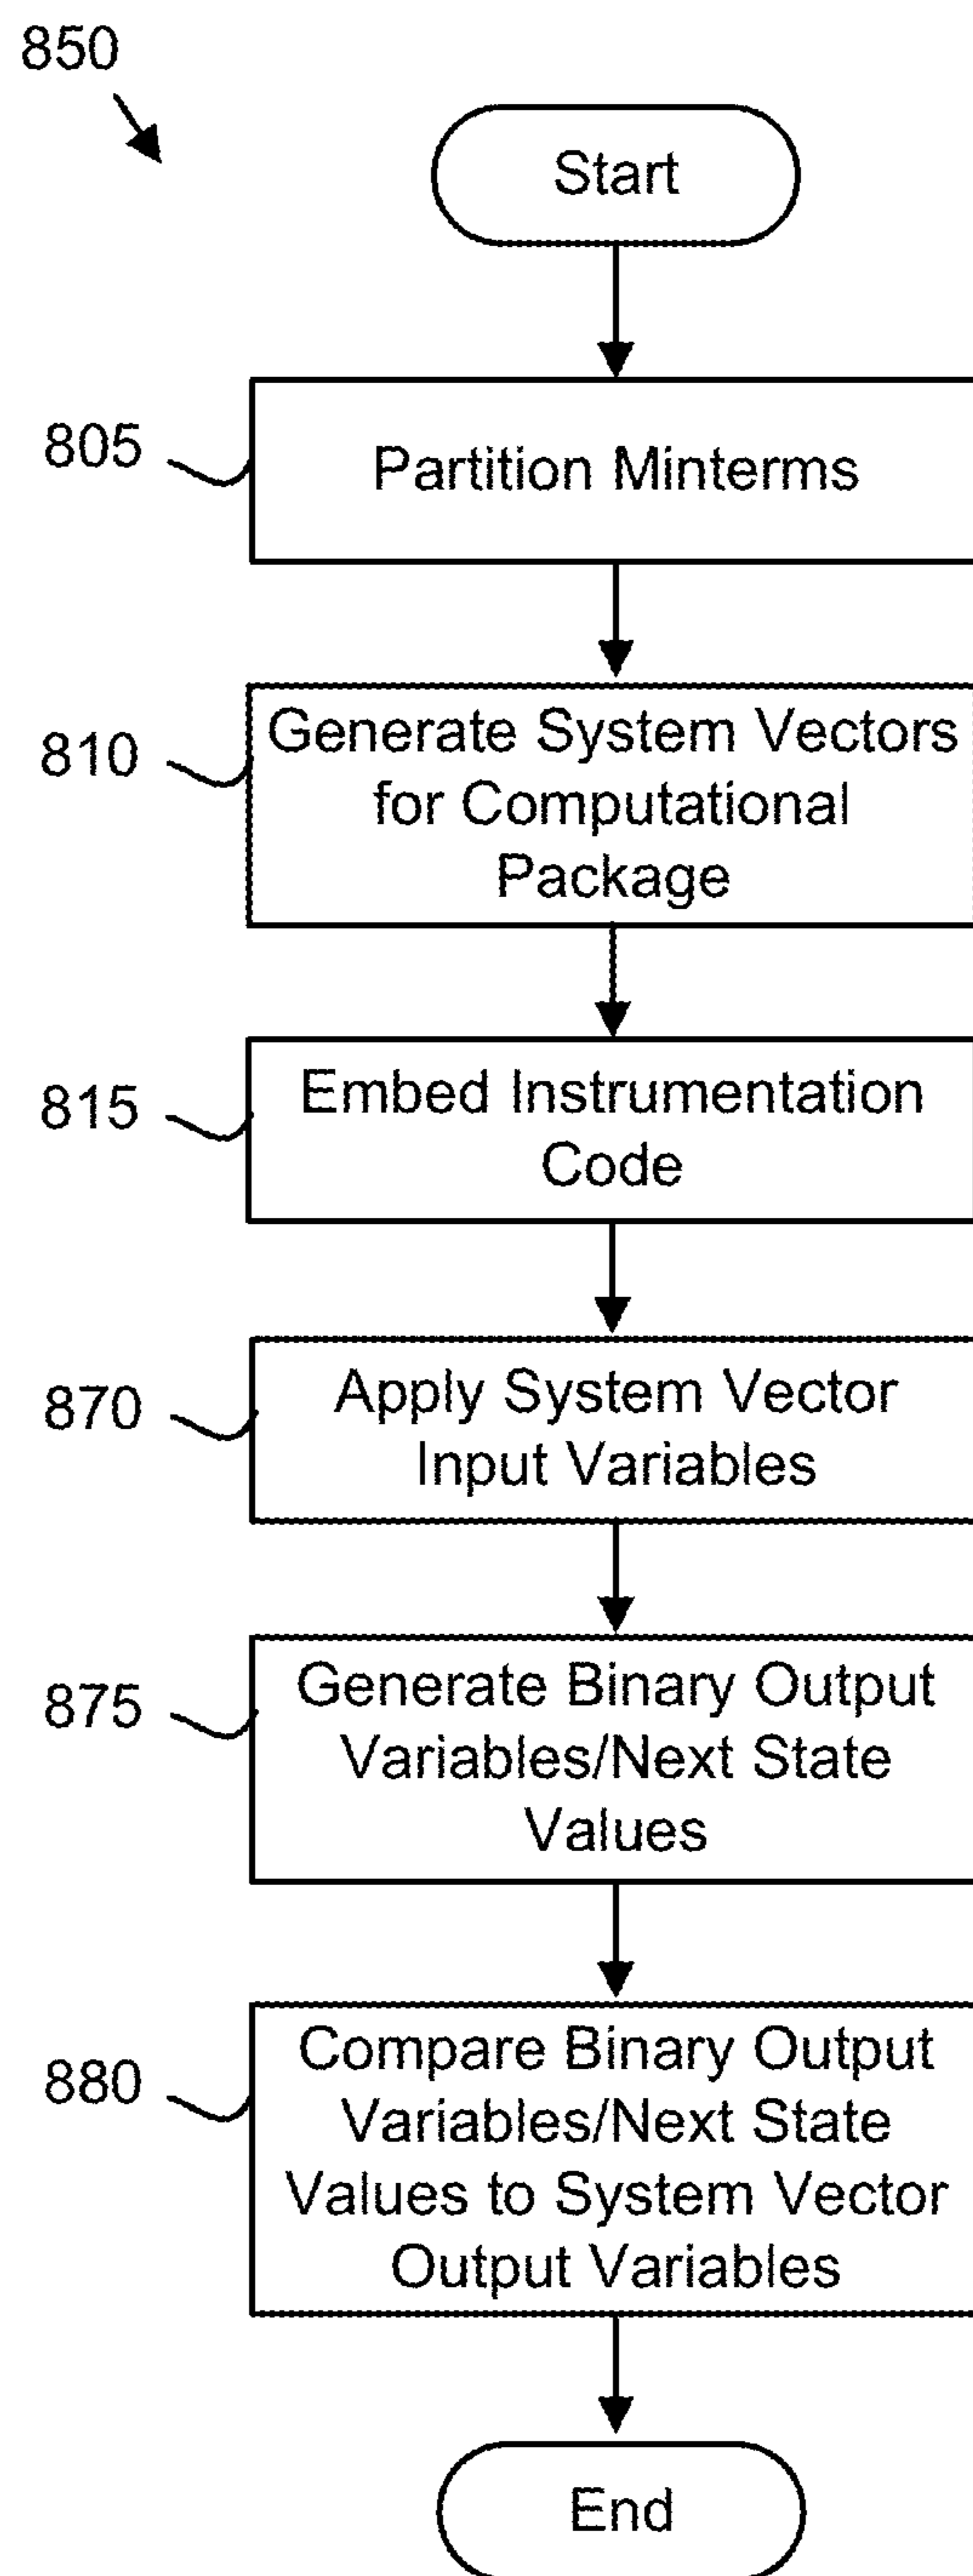 850
Start
805
Partition Minterms
810
Generate System Vectors
for Computational
Package
815
Embed Instrumentation
Code
870
Apply System Vector
Input Variables
875
Generate Binary Output
Variables/Next State
Values
880
Compare Binary Output
Variables/Next State
Values to System Vector
Output Variables
End